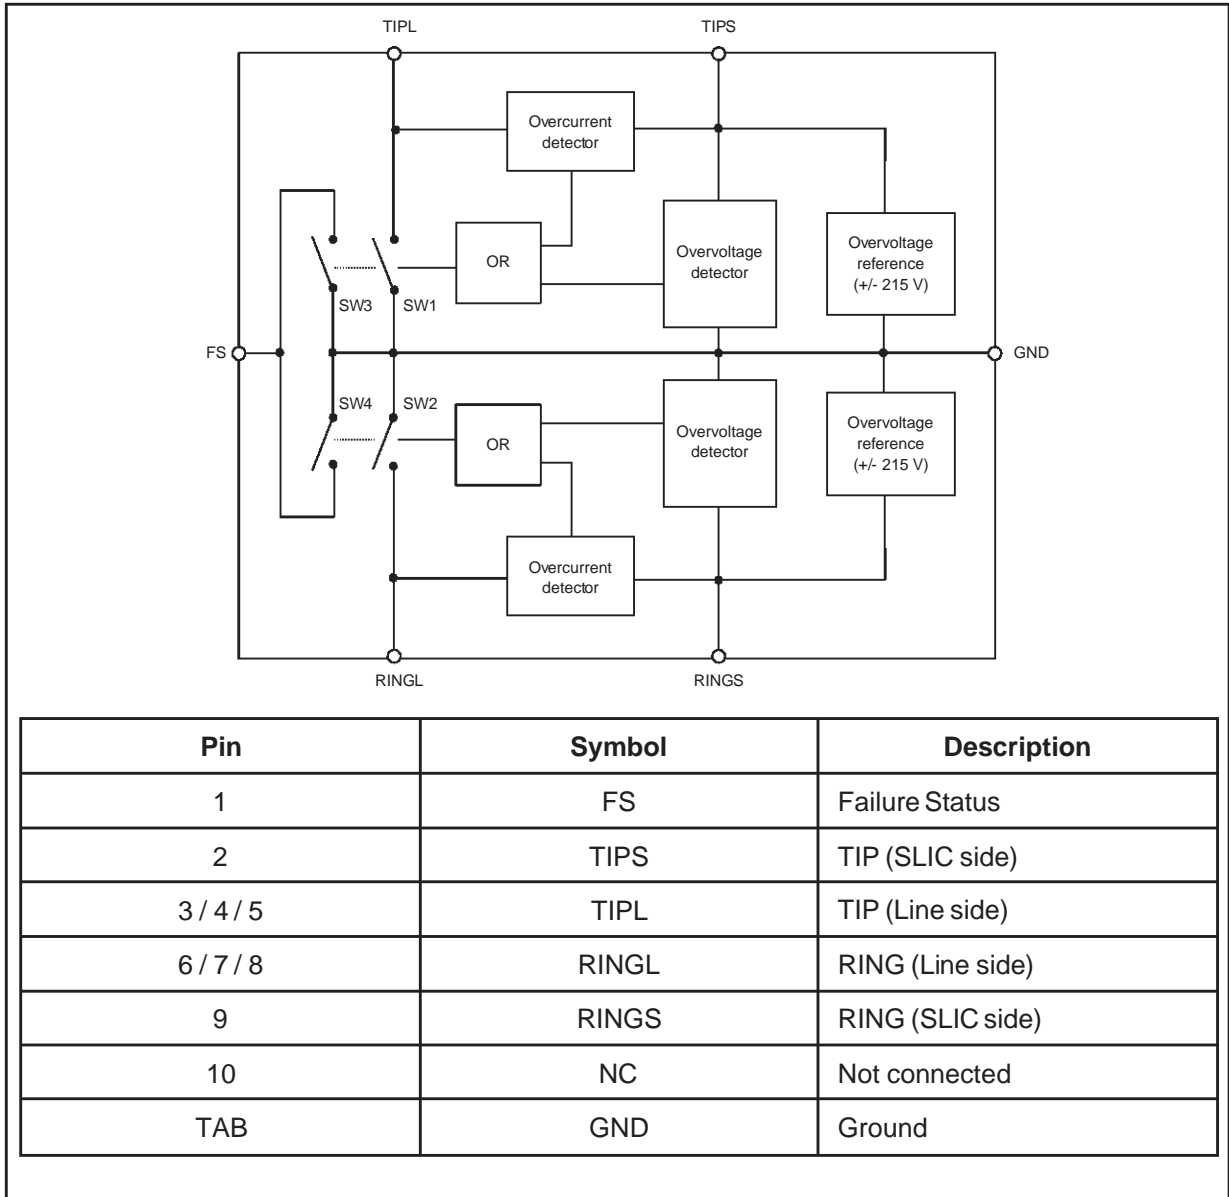 TIPL TIPS
Overcurrent
detector
OR
Overvoltage
detector
Overvoltage
reference
(+/- 215 V)
SW3 SW1
FS GND
SW4 SW2
OR
Overvoltage
detector
Overvoltage
reference
(+/- 215 V)
Overcurrent
detector
RINGL RINGS
Pin Symbol Description
1 FS Failure Status
2 TIPS TIP (SLIC side)
3 / 4 / 5 TIPL TIP (Line side)
6 / 7 / 8 RINGL RING (Line side)
9 RINGS RING (SLIC side)
10 NC Not connected
TAB GND Ground